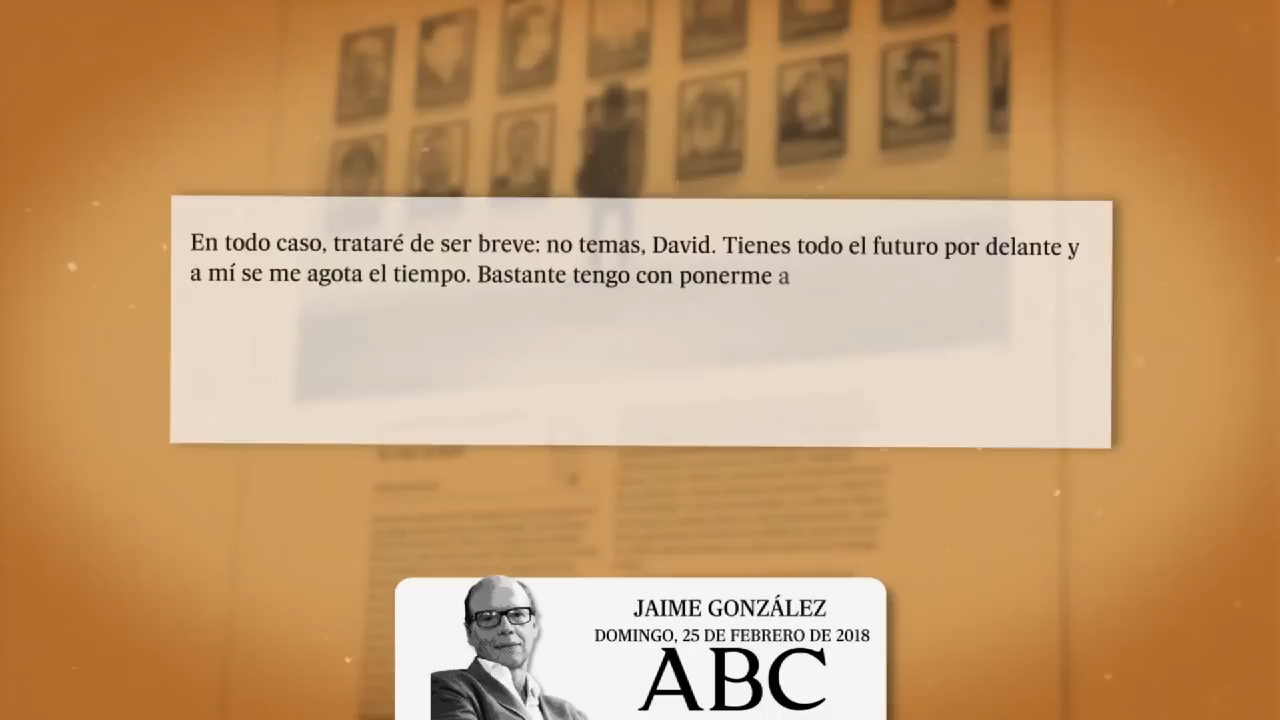 En todo caso, trataré de ser breve: no temas, David. Tienes todo el futuro por delante y
a mí se me agota el tiempo. Bastante tengo con ponerme a
JAIME GONZÁLEZ
DOMINGO, 25 DE FEBRERO DE 2018
ABC